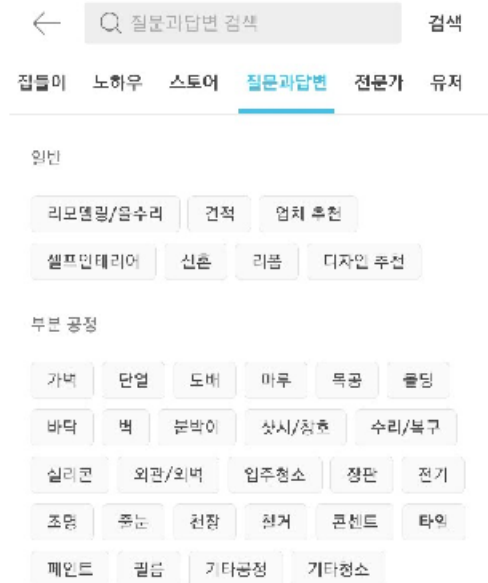 질문과답변 검색 검색
집들이 노하우 스토어 질문과답변 전문가 유저
일반
리모델링/올수리 견적 업체 추천
셀프인테리어 신혼 리폼 디자인 추천
부분 공정
가벽 단열 도배 마루 목공 몰딩
바닥 벽 붙박이 샷시/창호 수리/복구
실리콘 외관/외벽 입주청소 장판 전기
조명 줄눈 천장 철거 콘센트 타일
페인트 필름 기타공정 기타청소